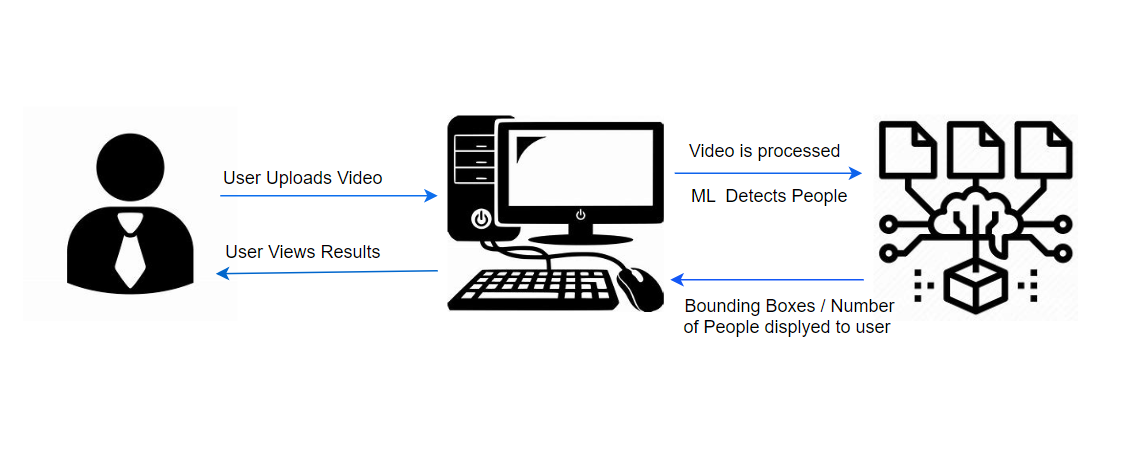 User Uploads Video
User Views Results
Video is processed
ML Detects People
Bounding Boxes / Number
of People displyed to user